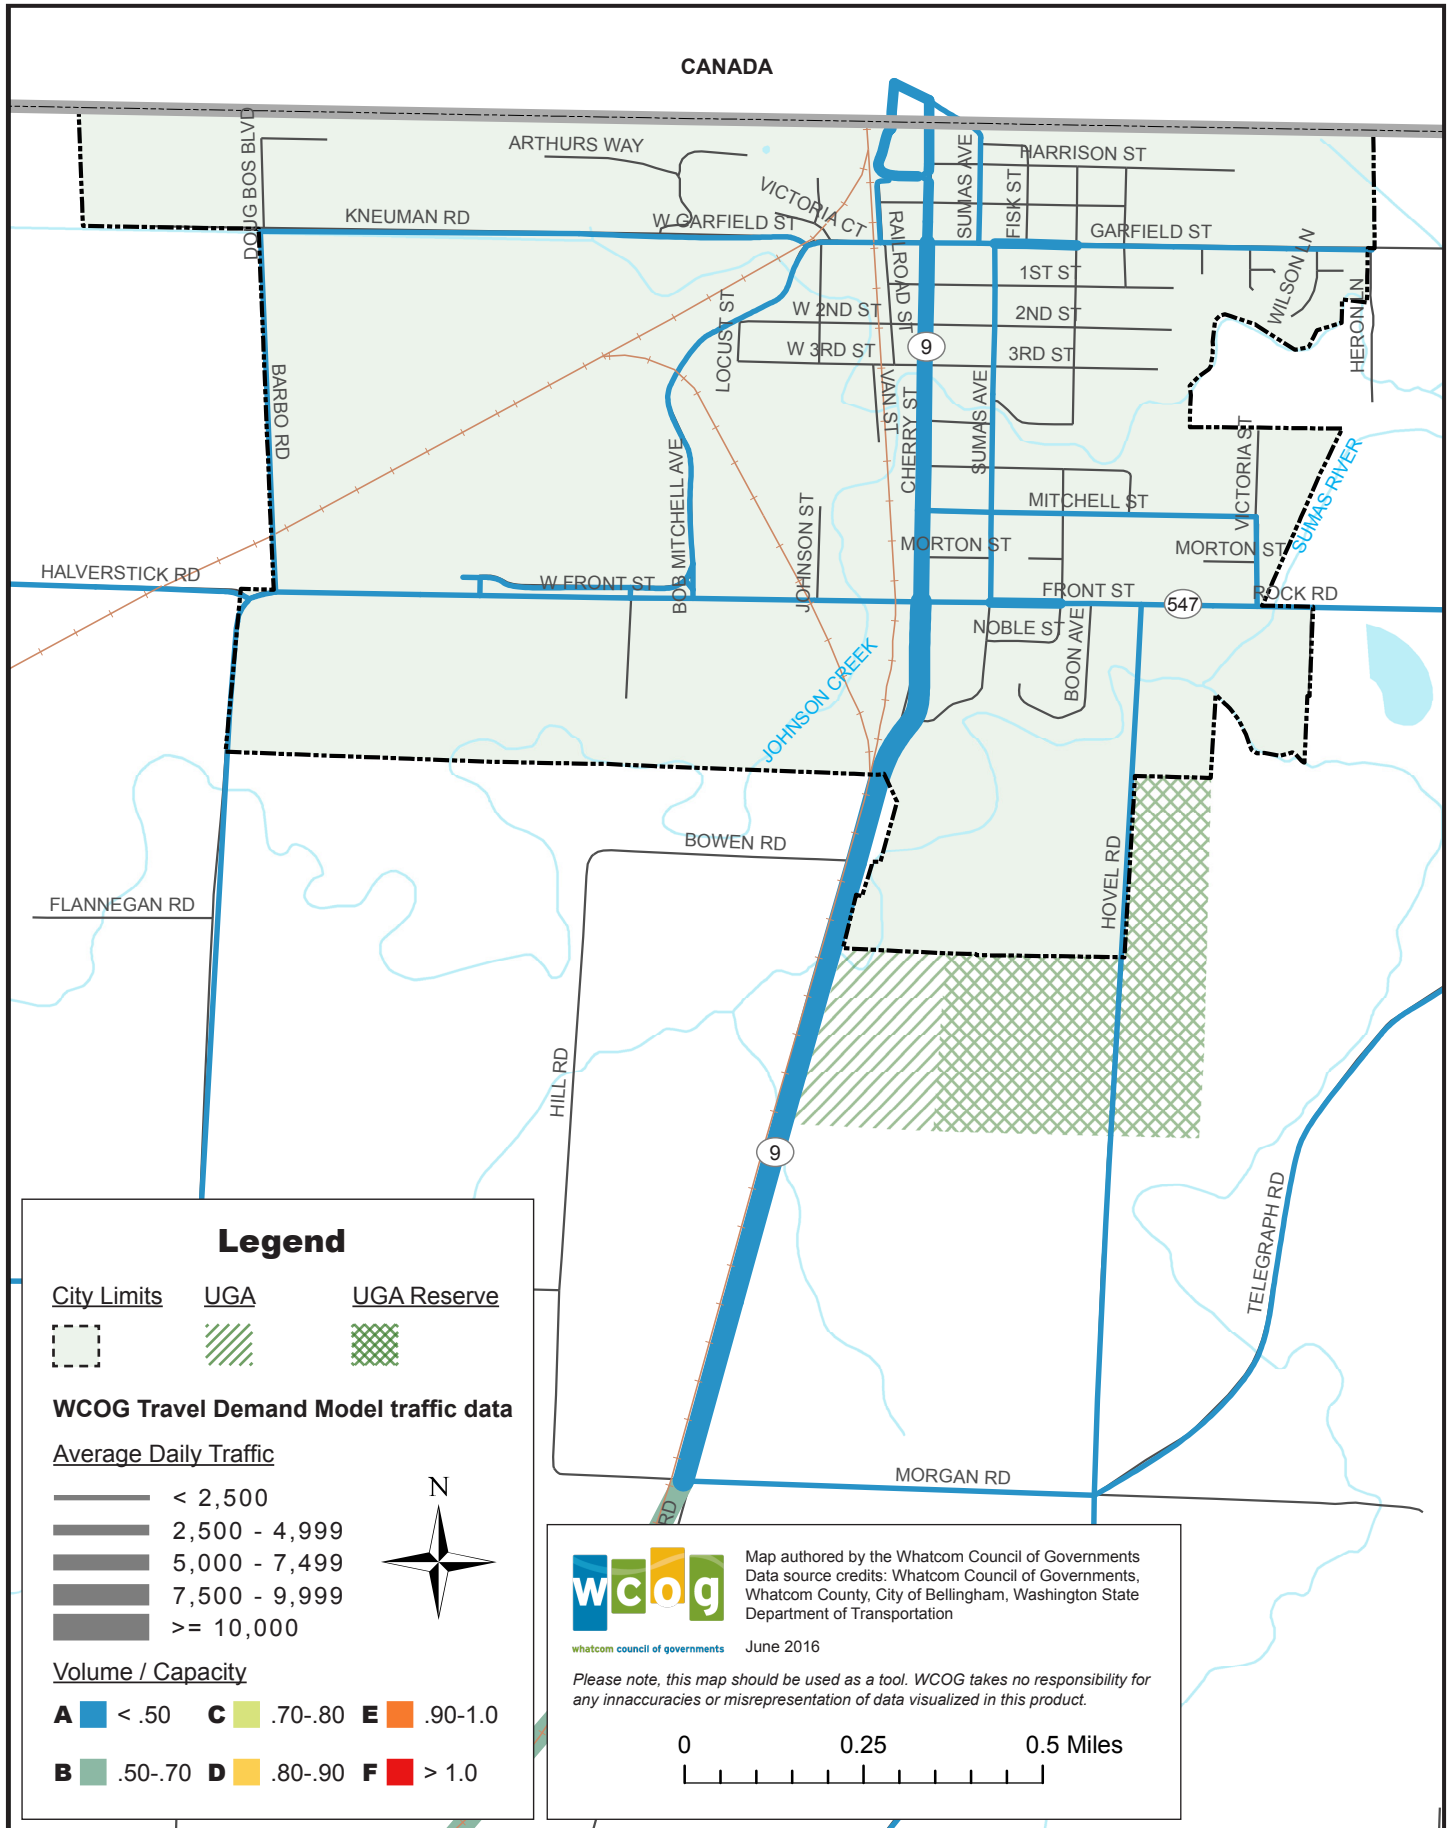 CANADA
DOUG BOS BLVD
ARTHURS WAY
HARRISON ST
SUMAS AVE
FISK ST
VICTORIA CT
KNEUMAN RD
W GARFIELD ST
RAILROAD ST
GARFIELD ST
WILSON LN
HERON LN
1ST ST
LOCUST ST
W 2ND ST
2ND ST
9
W 3RD ST
3RD ST
BARBO RD
VAN ST
CHERRY ST
SUMAS AVE
VICTORIA ST
SUMAS RIVER
BOB MITCHELL AVE
JOHNSON ST
MITCHELL ST
MORTON ST
MORTON ST
HALVERSTICK RD
W FRONT ST
FRONT ST
547
ROCK RD
NOBLE ST
BOON AVE
JOHNSON CREEK
BOWEN RD
HOVEL RD
FLANNEGAN RD
HILL RD
9
TELEGRAPH RD
MORGAN RD
RD
Legend
City Limits UGA UGA Reserve
WCOG Travel Demand Model traffic data
Average Daily Traffic
< 2,500
2,500 - 4,999
5,000 - 7,499
7,500 - 9,999
>= 10,000
N
Volume / Capacity
A < .50 C .70-.80 E .90-1.0
B .50-.70 D .80-.90 F > 1.0
wcog
whatcom council of governments
Map authored by the Whatcom Council of Governments
Data source credits: Whatcom Council of Governments,
Whatcom County, City of Bellingham, Washington State
Department of Transportation
June 2016
Please note, this map should be used as a tool. WCOG takes no responsibility for
any innaccuracies or misrepresentation of data visualized in this product.
0 0.25 0.5 Miles